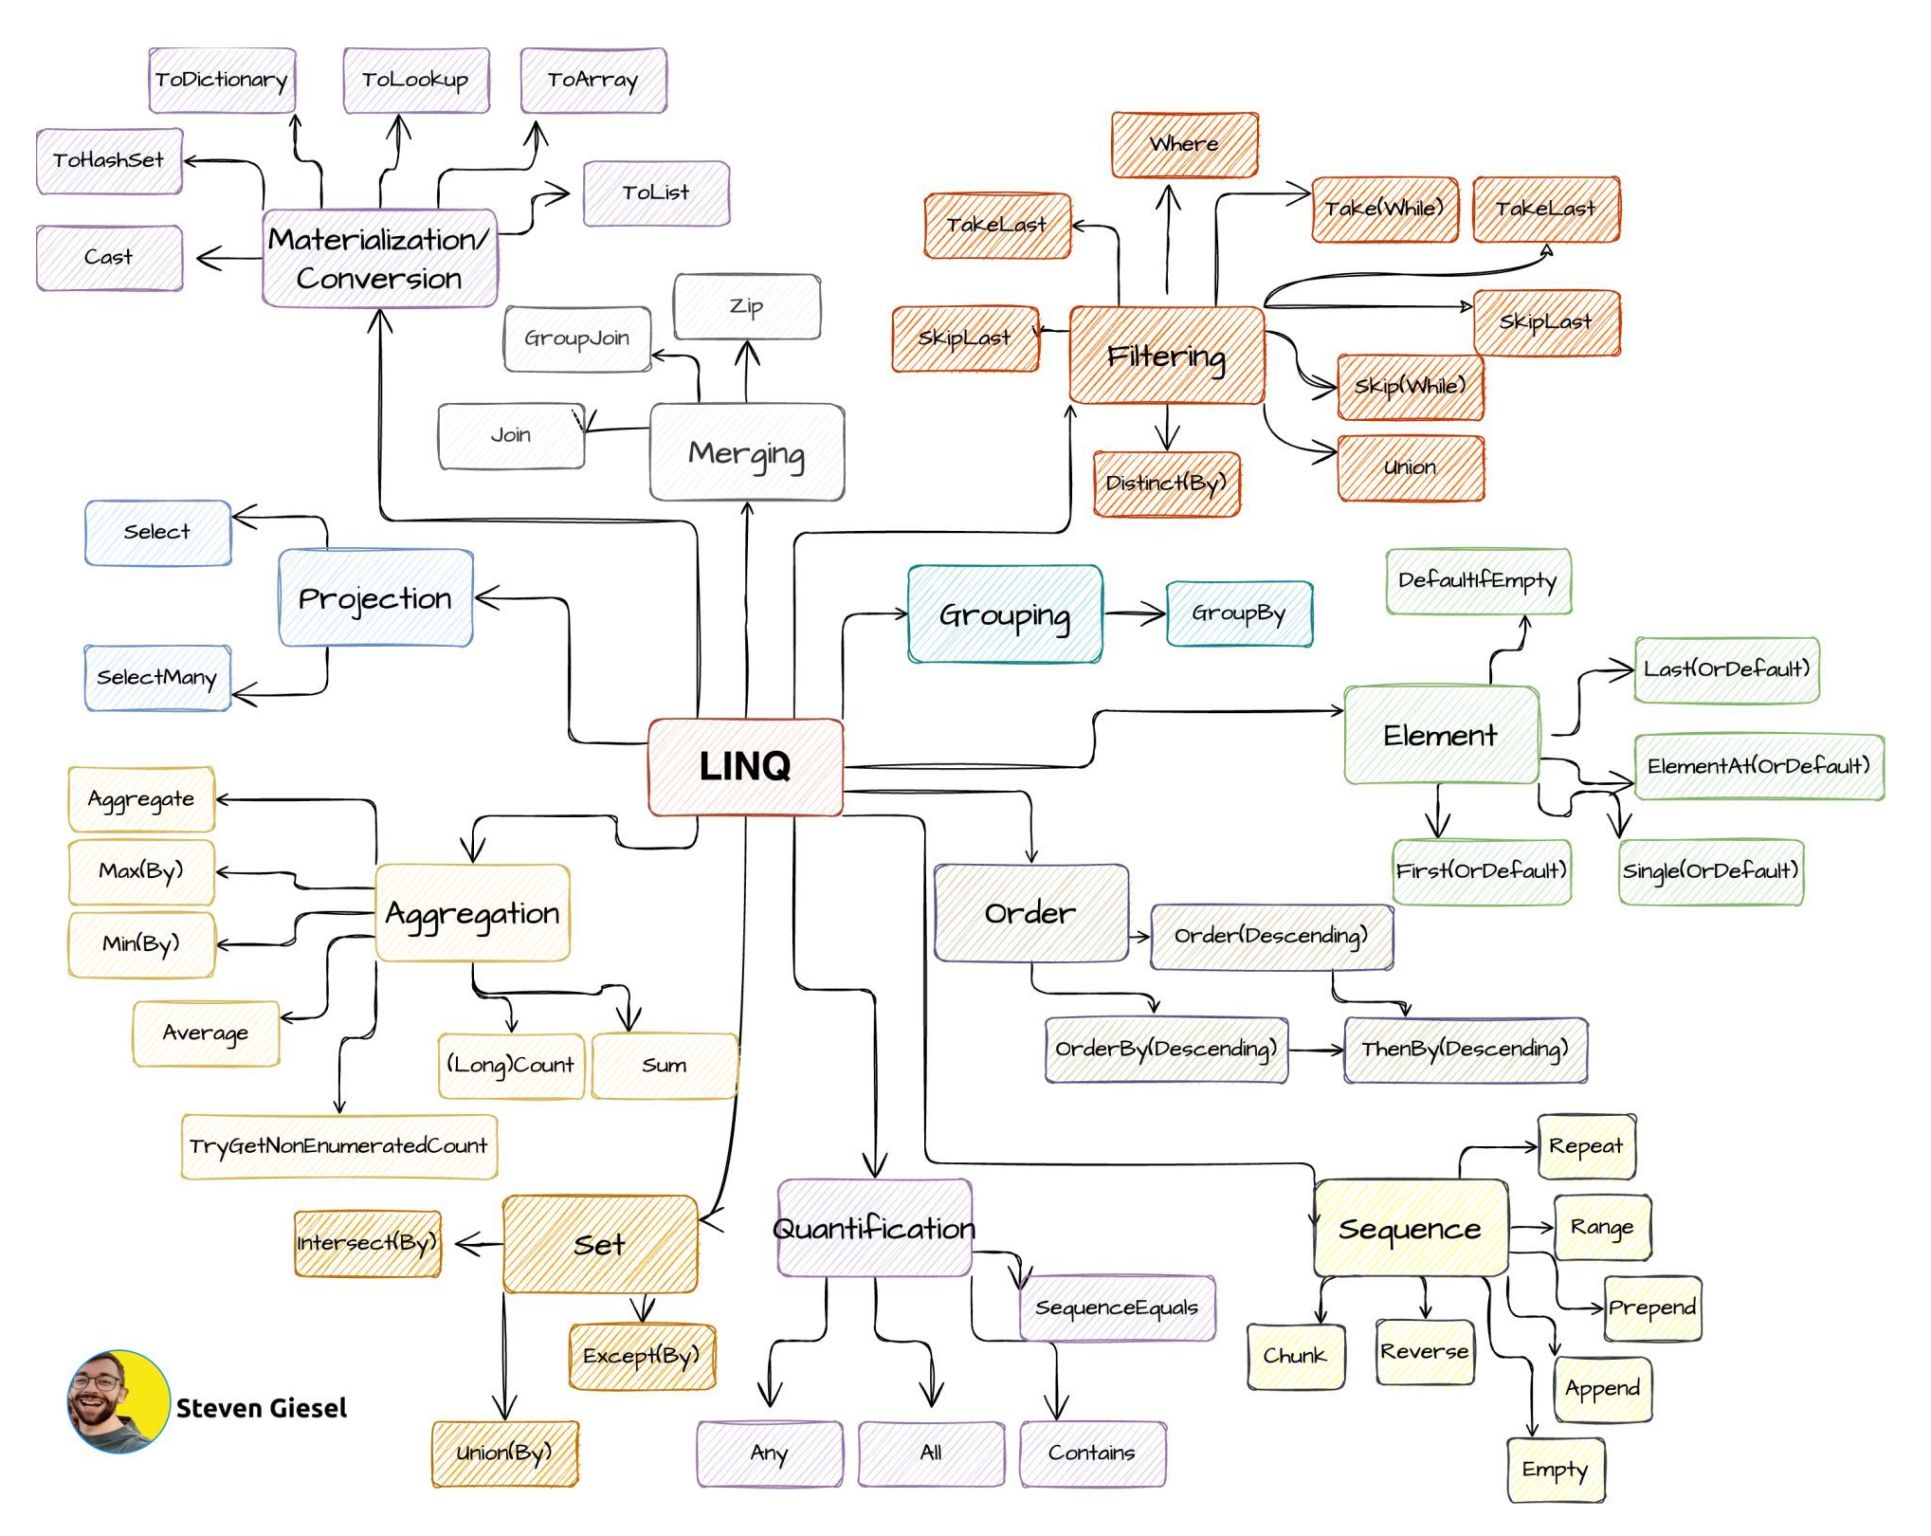 ToDictionary
ToLookup
ToArray
ToHashSet
ToList
Cast
Materialization/
Conversion
Where
TakeLast
Take(While)
TakeLast
SkipLast
Filtering
SkipLast
Skip(While)
Union
Distinct(By)
Zip
GroupJoin
Join
Merging
Select
Projection
SelectMany
Grouping
GroupBy
DefaultIfEmpty
Last(OrDefault)
Element
ElementAt(OrDefault)
First(OrDefault)
Single(OrDefault)
LINQ
Aggregate
Max(By)
Min(By)
Aggregation
Average
(Long)Count
Sum
TryGetNonEnumeratedCount
Order
Order(Descending)
OrderBy(Descending)
ThenBy(Descending)
Intersect(By)
Set
Except(By)
Union(By)
Quantification
SequenceEquals
Any
All
Contains
Repeat
Sequence
Range
Prepend
Chunk
Reverse
Append
Empty
Steven Giesel